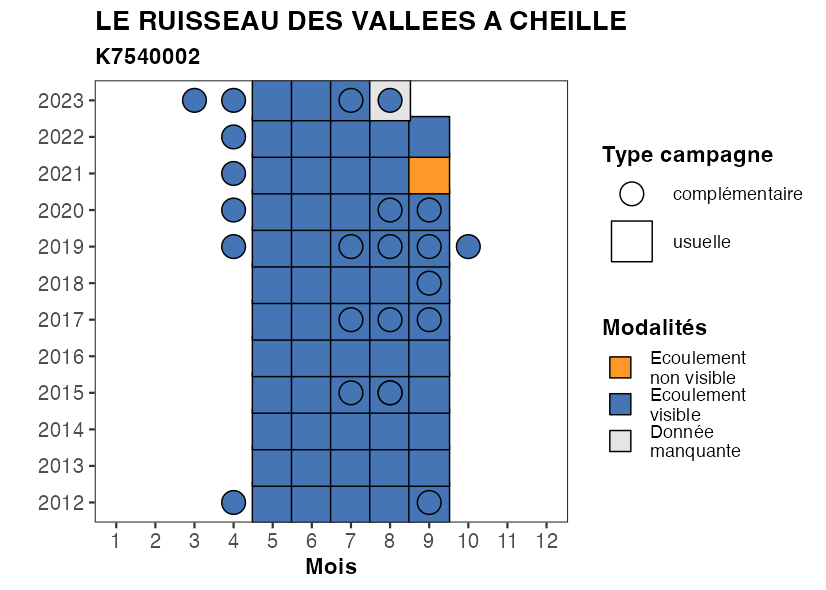 LE RUISSEAU DES VALLEES A CHEILLE
K7540002
2023
2022
2021
2020
2019
2018
2017
2016
2015
2014
2013
2012
1 2 3 4 5 6 7 8 9 10 11 12
Mois
Type campagne
complémentaire
usuelle
Modalités
Ecoulement
non visible
Ecoulement
visible
Donnée
manquante